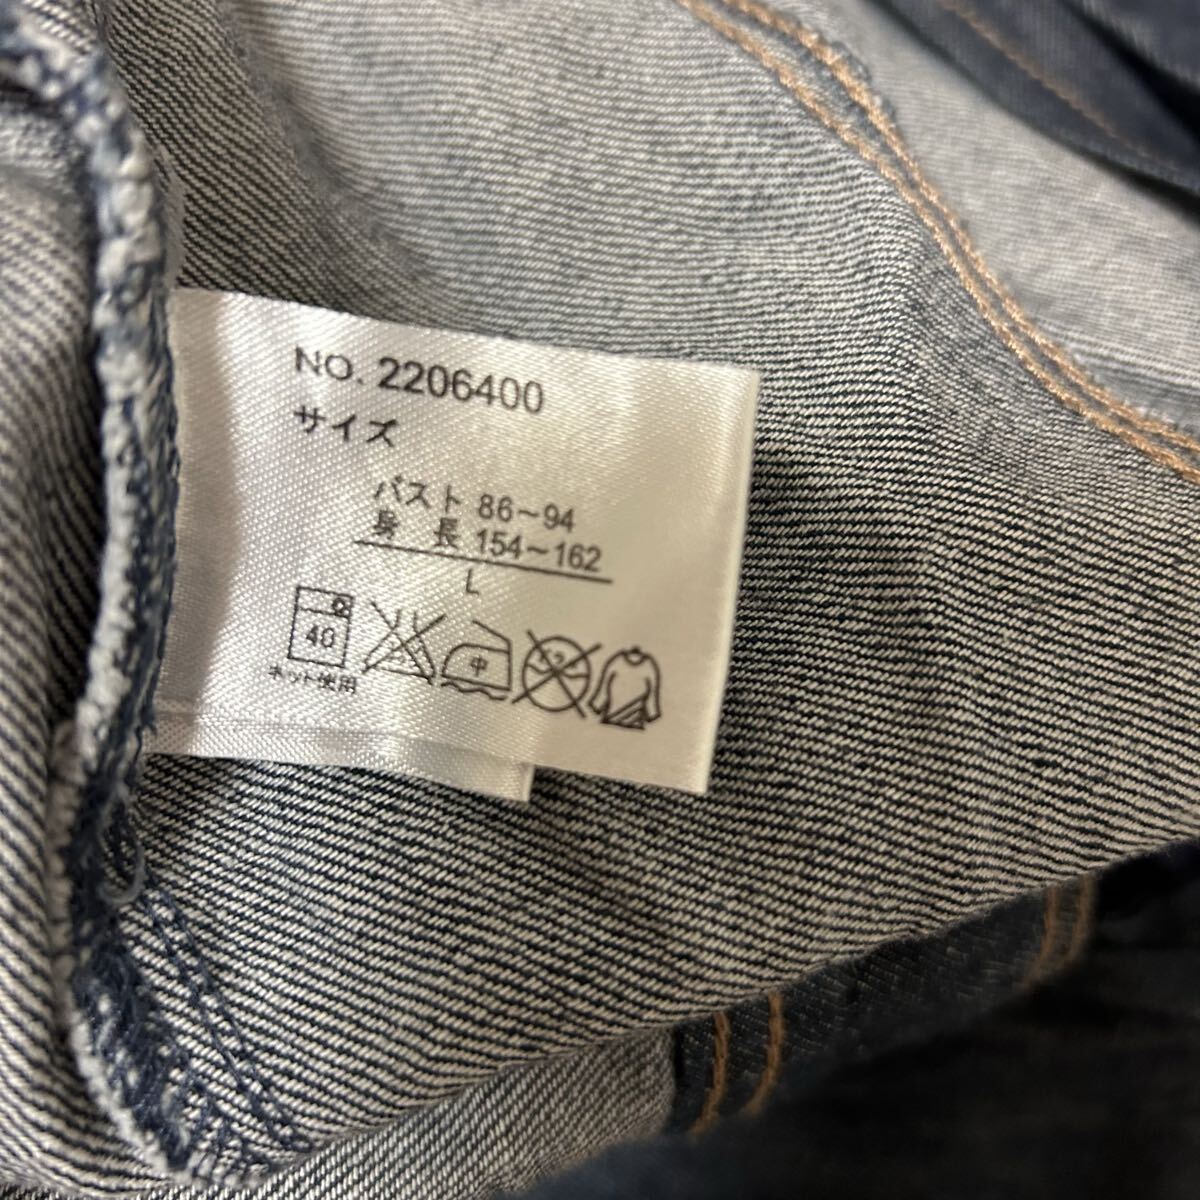 NO. 2206400
サイズ
バスト 86～94
身 長 154～162
L
40
中
ネット使用